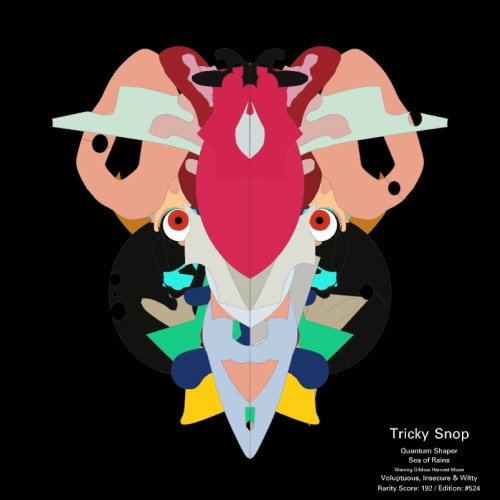 Tricky Snop
Quantum Shaper
Sea of Rains
Waning Gibbous Harvest Moon
Voluptuous, Insecure & Witty
Rarity Score: 192 / Edition: #524